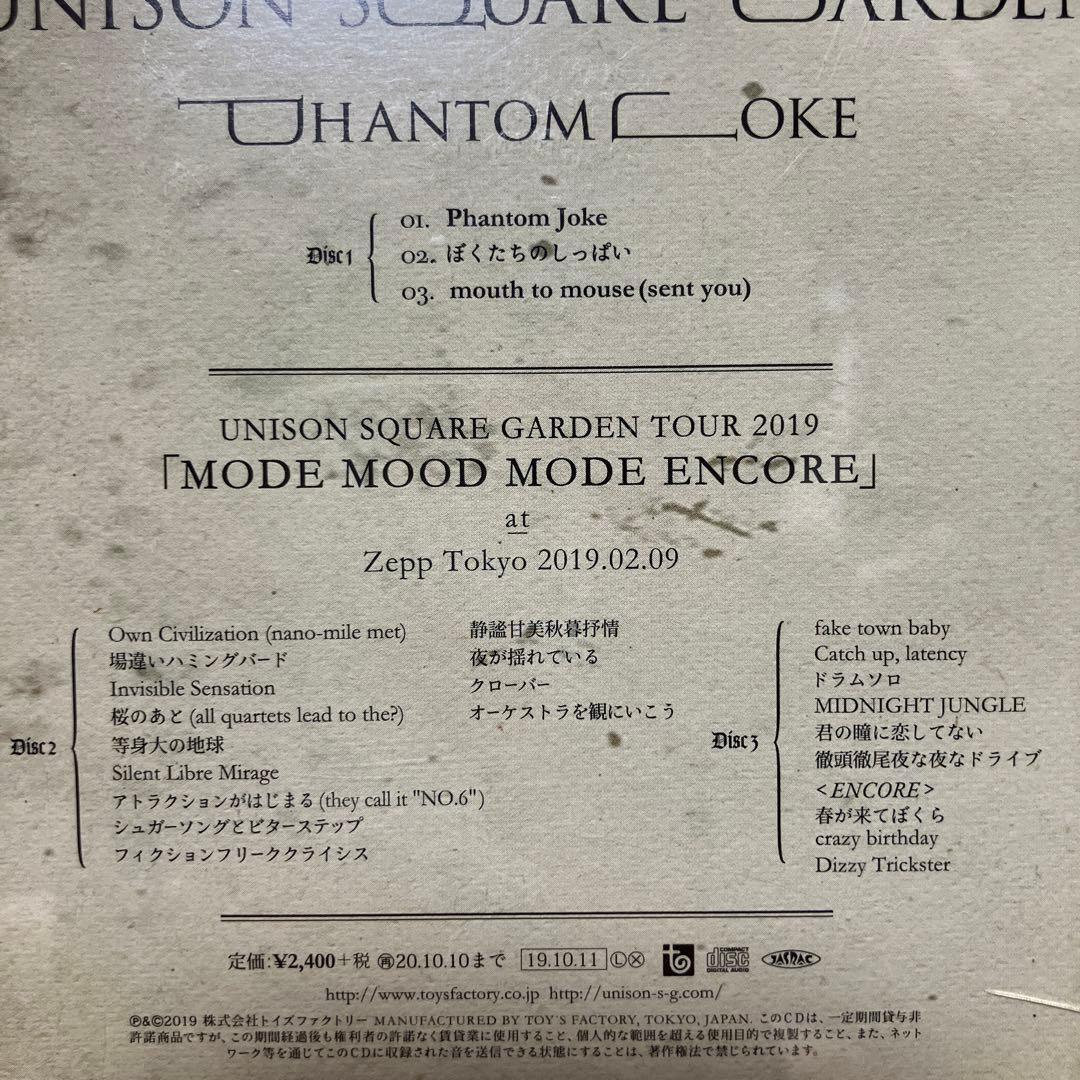 UNISON SQUARE GARDEN
PHANTOM JOKE
Disc1
01. Phantom Joke
02. ぼくたちのしっぱい
03. mouth to mouse(sent you)
UNISON SQUARE GARDEN TOUR 2019
「MODE MOOD MODE ENCORE」
at
Zepp Tokyo 2019.02.09
Disc2
Own Civilization (nano-mile met)
場違いハミングバード
Invisible Sensation
桜のあと (all quartets lead to the?)
等身大の地球
Silent Libre Mirage
アトラクションがはじまる (they call it "NO.6")
シュガーソングとビターステップ
フィクションフリーククライシス
静謐甘美秋暮抒情
夜が揺れている
クローバー
オーケストラを観にいこう
Disc3
fake town baby
Catch up, latency
ドラムソロ
MIDNIGHT JUNGLE
君の瞳に恋してない
徹頭徹尾夜な夜なドライブ
<ENCORE>
春が来てぼくら
crazy birthday
Dizzy Trickster
定価:¥2,400+税 ㊢20.10.10まで 19.10.11 ⓁⓍ to COMPACT disc DIGITAL AUDIO JASRAC
http://www.toysfactory.co.jp http://unison-s-g.com/
Ⓟ&©2019 株式会社トイズファクトリー MANUFACTURED BY TOY'S FACTORY, TOKYO, JAPAN. このCDは、一定期間貸与非
許諾商品ですが、この期間経過後も権利者の許諾なく賃貸業に使用すること、個人的な範囲を超える使用目的で複製すること、また、ネット
ワーク等を通じてこのCDに収録された音を送信できる状態にすることは、著作権法で禁じられています。